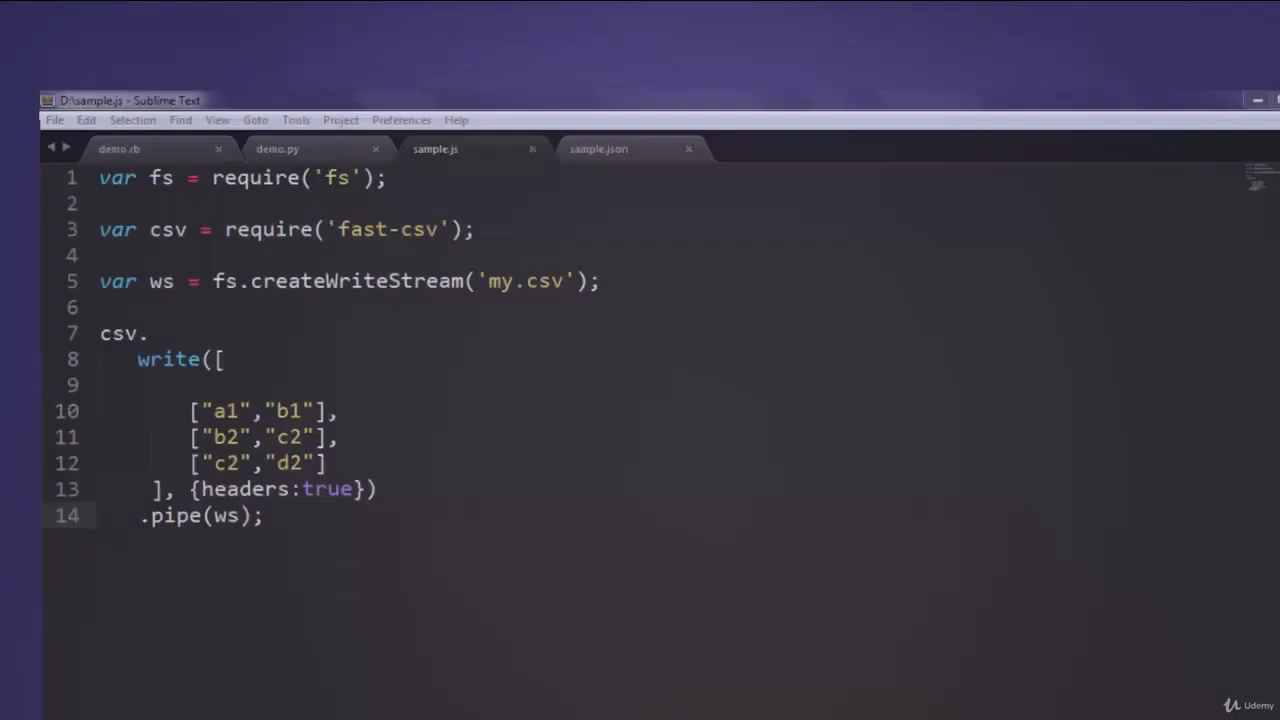 D:\sample.js - Sublime Text
File Edit Selection Find View Goto Tools Project Preferences Help
demo.rb × demo.py × sample.js × sample.json ×
1 var fs = require('fs');
2
3 var csv = require('fast-csv');
4
5 var ws = fs.createWriteStream('my.csv');
6
7 csv.
8 write([
9
10 ["a1","b1"],
11 ["b2","c2"],
12 ["c2","d2"]
13 ], {headers:true})
14 .pipe(ws);
Udemy